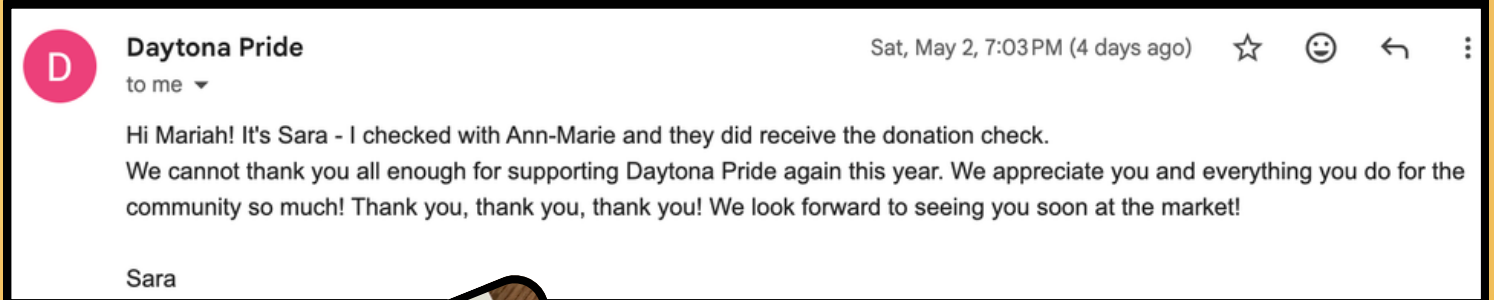 D
Daytona Pride
Sat, May 2, 7:03 PM (4 days ago)
to me
Hi Mariah! It's Sara - I checked with Ann-Marie and they did receive the donation check.
We cannot thank you all enough for supporting Daytona Pride again this year. We appreciate you and everything you do for the
community so much! Thank you, thank you, thank you! We look forward to seeing you soon at the market!
Sara